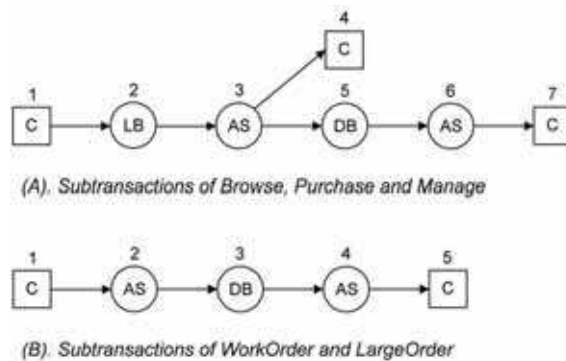 4
C
1 2 3 5 6 7
C LB AS DB AS C
(A). Subtransactions of Browse, Purchase and Manage
1 2 3 4 5
C AS DB AS C
(B). Subtransactions of WorkOrder and LargeOrder